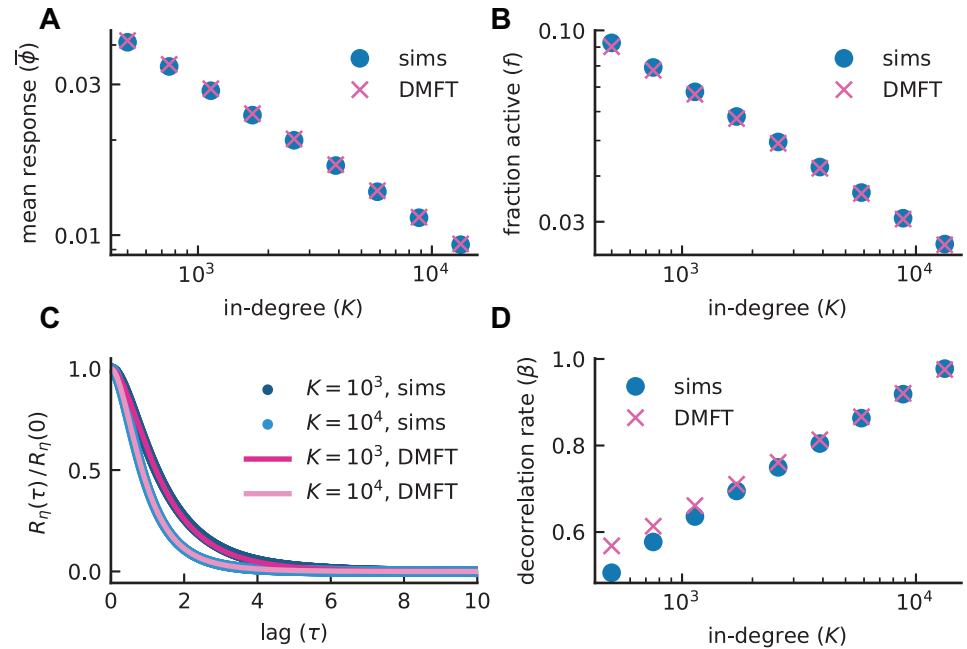 A
mean response (ϕ̅)
0.03
0.01
10³
10⁴
in-degree (K)
sims
DMFT
B
fraction active (f)
0.10
0.03
10³
10⁴
in-degree (K)
sims
DMFT
C
R_η(τ)/R_η(0)
1.0
0.5
0.0
0
2
4
6
8
10
lag (τ)
K = 10³, sims
K = 10⁴, sims
K = 10³, DMFT
K = 10⁴, DMFT
D
decorrelation rate (β)
1.0
0.8
0.6
10³
10⁴
in-degree (K)
sims
DMFT